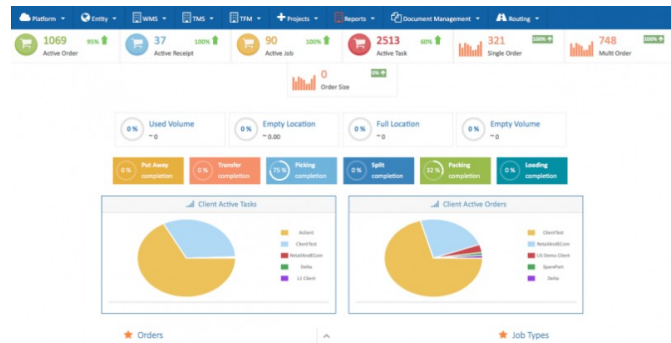 Platform Entity WMS TMS TFM Projects Reports Document Management Routing
1069 95% 37 100% 90 100% 2513 60% 321 100% 748 100%
Active Order Active Receipt Active Job Active Task Single Order Multi Order
0 0%
Order Size
0 % Used Volume 0 % Empty Location 0 % Full Location 0 % Empty Volume
~ 0 ~ 0.00 ~ 0 ~ 0
0 % Put Away completion 0 % Transfer completion 75 % Picking completion 0 % Split completion 32 % Packing completion 0 % Loading completion
Client Active Tasks Client Active Orders
ClientTest
ClientTest
RetailAndECom
RetailAndECom
US Demo Client
Delta
SparePart
L1 Client
Delta
Orders Job Types